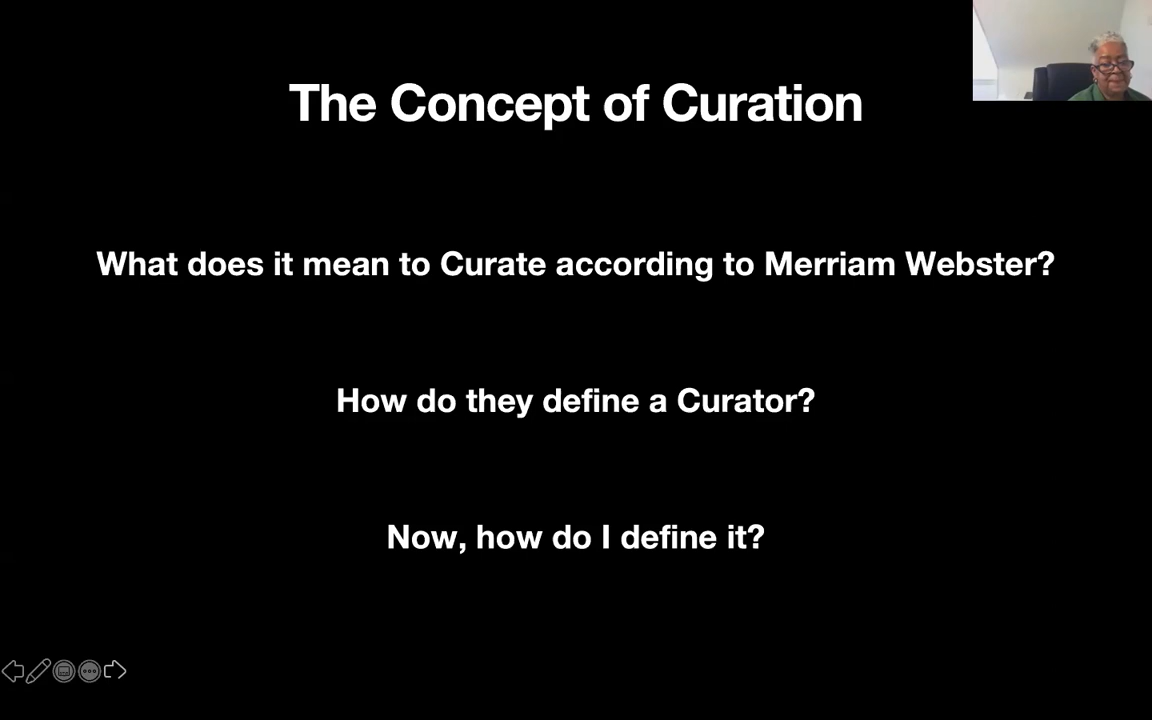 The Concept of Curation
What does it mean to Curate according to Merriam Webster?
How do they define a Curator?
Now, how do I define it?